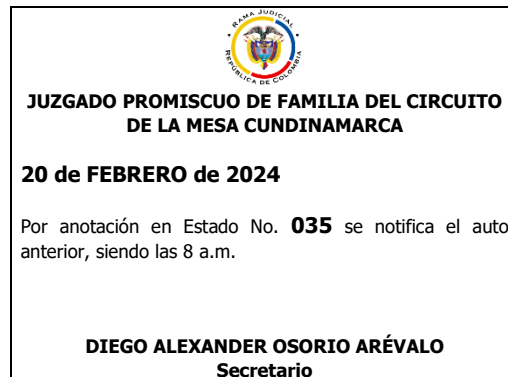 RAMA JUDICIAL
REPÚBLICA DE COLOMBIA
JUZGADO PROMISCUO DE FAMILIA DEL CIRCUITO
DE LA MESA CUNDINAMARCA
20 de FEBRERO de 2024
Por anotación en Estado No. 035 se notifica el auto
anterior, siendo las 8 a.m.
DIEGO ALEXANDER OSORIO ARÉVALO
Secretario